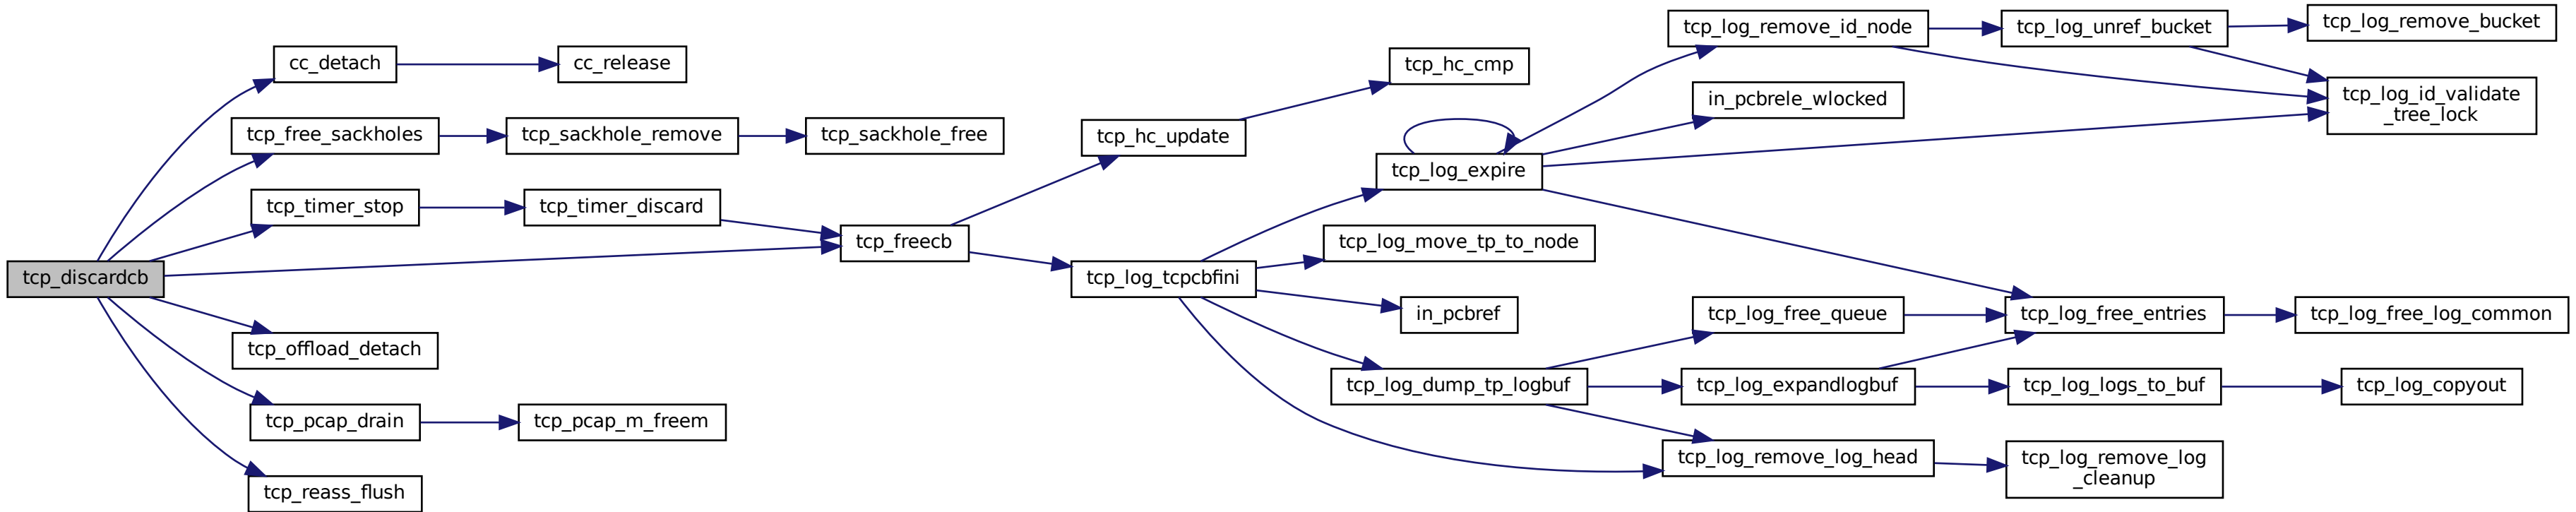 tcp_discardcb
cc_detach
cc_release
tcp_free_sackholes
tcp_sackhole_remove
tcp_sackhole_free
tcp_timer_stop
tcp_timer_discard
tcp_freecb
tcp_offload_detach
tcp_pcap_drain
tcp_pcap_m_freem
tcp_reass_flush
tcp_hc_update
tcp_hc_cmp
tcp_log_tcpcbfini
tcp_log_expire
tcp_log_move_tp_to_node
in_pcbref
tcp_log_dump_tp_logbuf
tcp_log_remove_id_node
in_pcbrele_wlocked
tcp_log_free_queue
tcp_log_expandlogbuf
tcp_log_remove_log_head
tcp_log_unref_bucket
tcp_log_remove_bucket
tcp_log_id_validate
_tree_lock
tcp_log_free_entries
tcp_log_free_log_common
tcp_log_logs_to_buf
tcp_log_copyout
tcp_log_remove_log
_cleanup